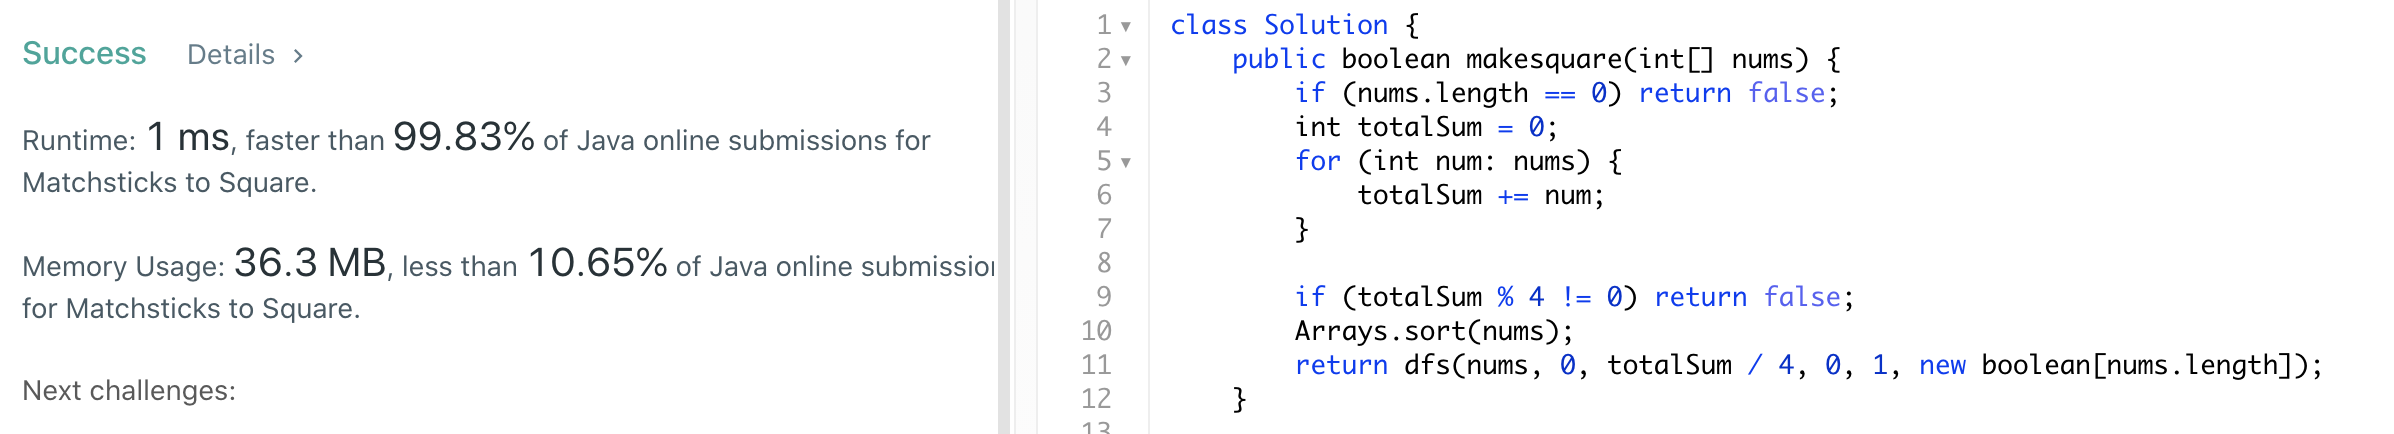 Success Details >
Runtime: 1 ms, faster than 99.83% of Java online submissions for
Matchsticks to Square.
Memory Usage: 36.3 MB, less than 10.65% of Java online submission
for Matchsticks to Square.
Next challenges:
1 class Solution {
2 public boolean makesquare(int[] nums) {
3 if (nums.length == 0) return false;
4 int totalSum = 0;
5 for (int num: nums) {
6 totalSum += num;
7 }
8
9 if (totalSum % 4 != 0) return false;
10 Arrays.sort(nums);
11 return dfs(nums, 0, totalSum / 4, 0, 1, new boolean[nums.length]);
12 }
13